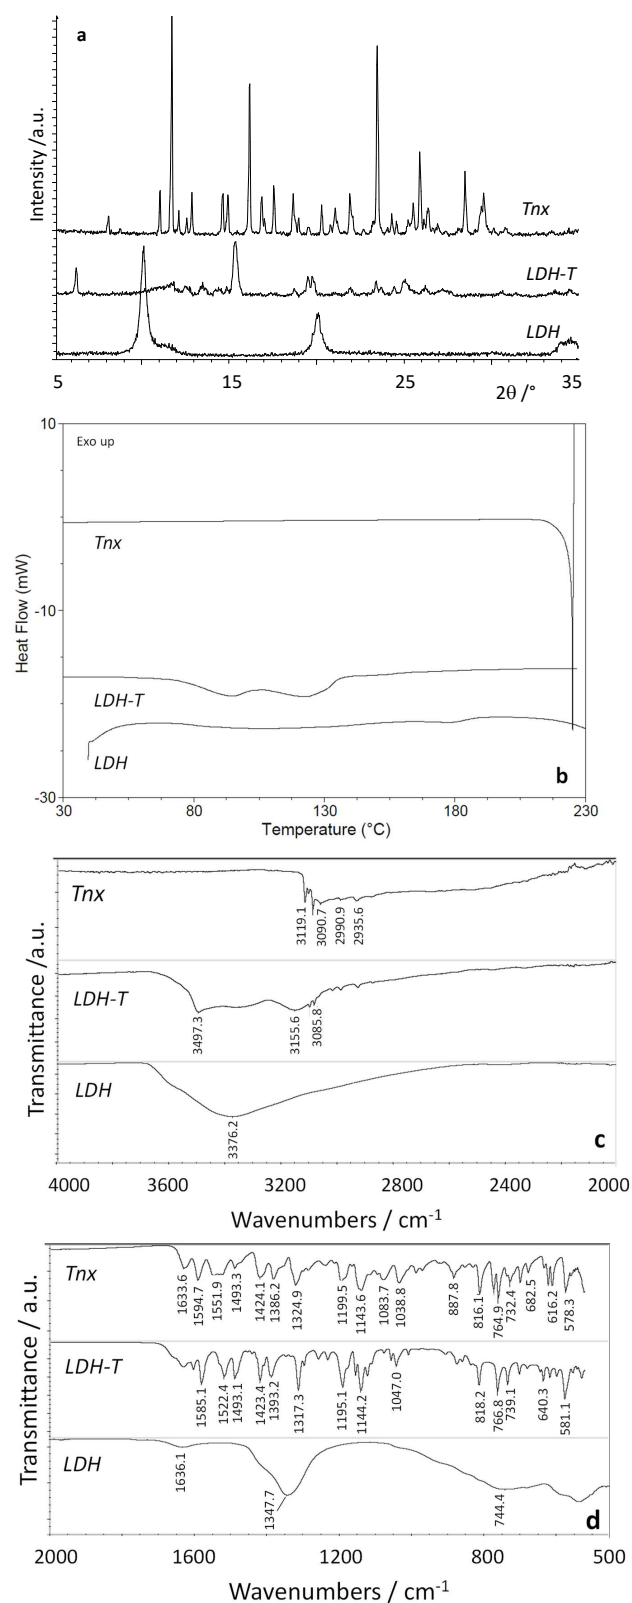 a
Intensity /a.u.
Tnx
LDH-T
LDH
5 15 25 35
2θ /°
10
Exo up
Tnx
Heat Flow (mW)
-10
LDH-T
LDH
b
-30
30 80 130 180 230
Temperature (°C)
Tnx
3119.1 3090.7 2990.9 2935.6
Transmittance /a.u.
LDH-T
3497.3 3155.6 3085.8
LDH
3376.2
c
4000 3600 3200 2800 2400 2000
Wavenumbers / cm-1
Tnx
1633.6 1594.7 1551.9 1493.3 1424.1 1386.2 1324.9 1199.5 1143.6 1083.7 1038.8 887.8 816.1 764.9 732.4 682.5 616.2 578.3
Transmittance / a.u.
LDH-T
1585.1 1522.4 1493.1 1423.4 1393.2 1317.3 1195.1 1144.2 1047.0 818.2 766.8 739.1 640.3 581.1
LDH
1636.1 1347.7 744.4
d
2000 1600 1200 800 500
Wavenumbers / cm-1